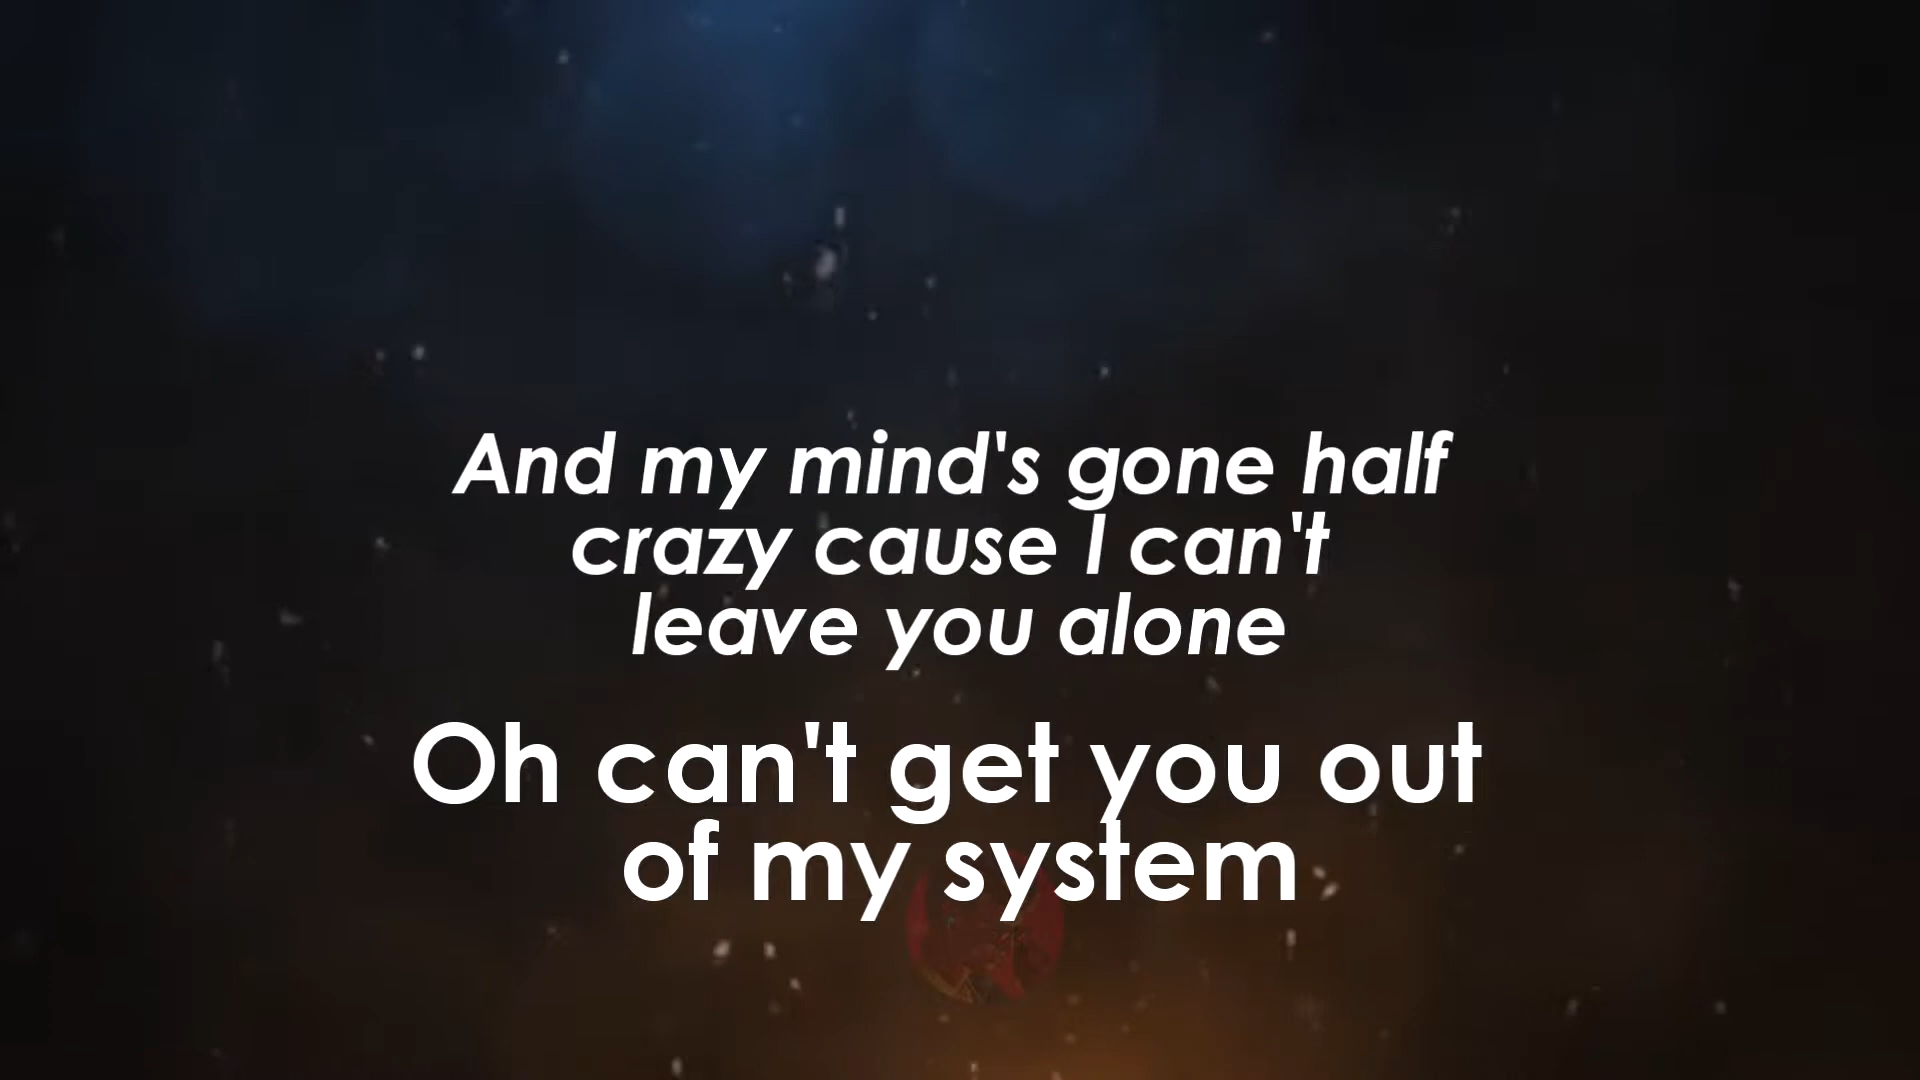 And my mind's gone half
crazy cause I can't
leave you alone
Oh can't get you out
of my system